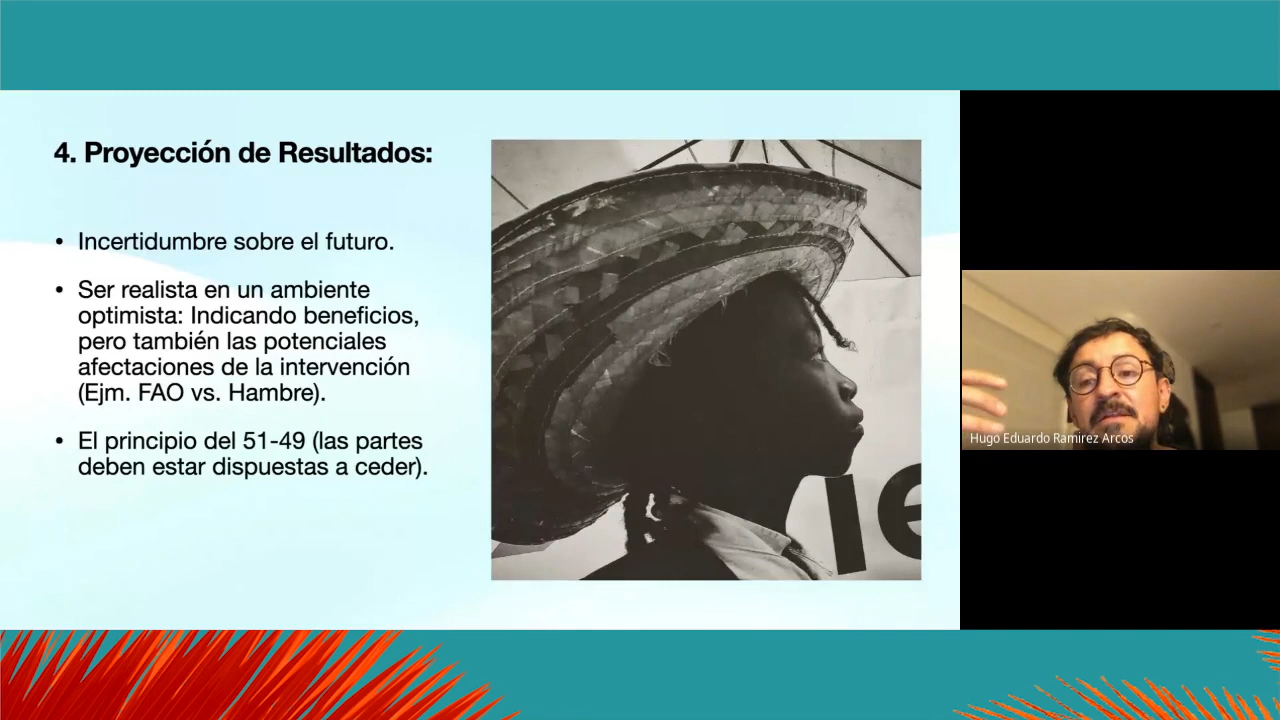 4. Proyección de Resultados:
• Incertidumbre sobre el futuro.
• Ser realista en un ambiente
optimista: Indicando beneficios,
pero también las potenciales
afectaciones de la intervención
(Ejm. FAO vs. Hambre).
• El principio del 51-49 (las partes
deben estar dispuestas a ceder).
ie
Hugo Eduardo Ramirez Arcos